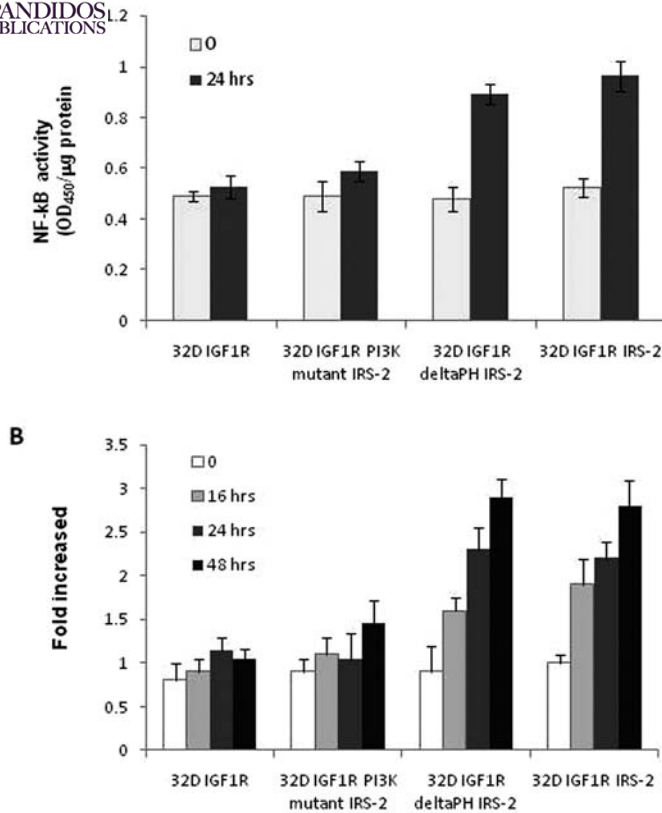 PANDIDOS
BLICATIONS
1.2
1
0.8
0.6
0.4
0.2
0
NF-kB activity
(OD450/µg protein
0
24 hrs
32D IGF1R
32D IGF1R PI3K
mutant IRS-2
32D IGF1R
deltaPH IRS-2
32D IGF1R IRS-2
B
3.5
3
2.5
2
1.5
1
0.5
0
Fold increased
0
16 hrs
24 hrs
48 hrs
32D IGF1R
32D IGF1R PI3K
mutant IRS-2
32D IGF1R
deltaPH IRS-2
32D IGF1R IRS-2